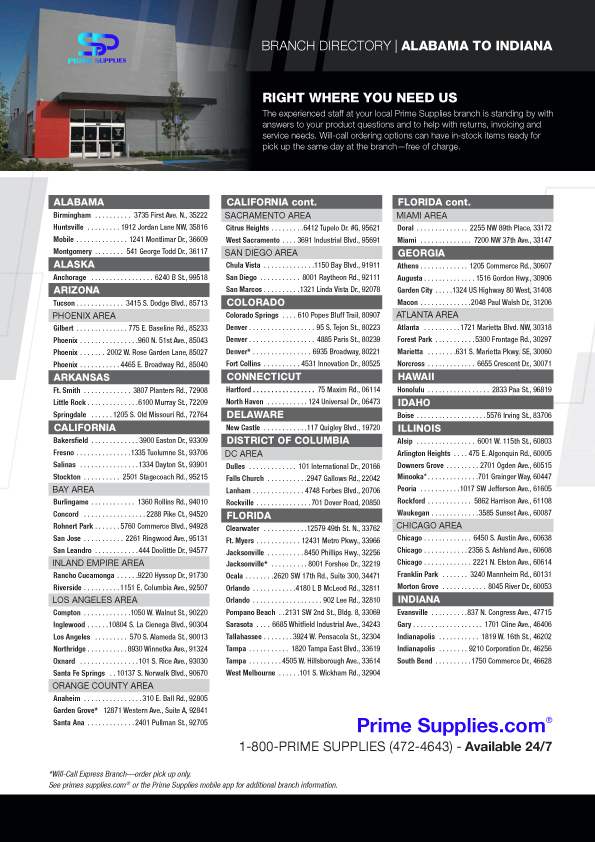 PRIME SUPPLIES
BRANCH DIRECTORY | ALABAMA TO INDIANA
RIGHT WHERE YOU NEED US
The experienced staff at your local Prime Supplies branch is standing by with
answers to your product questions and to help with returns, invoicing and
service needs. Will-call ordering options can have in-stock items ready for
pick up the same day at the branch—free of charge.
ALABAMA
Birmingham .......... 3735 First Ave. N., 35222
Huntsville ......... 1912 Jordan Lane NW, 35816
Mobile .............. 1241 Montlimar Dr., 36609
Montgomery ........ 541 George Todd Dr., 36117
ALASKA
Anchorage ................. 6240 B St., 99518
ARIZONA
Tucson ............. 3415 S. Dodge Blvd., 85713
PHOENIX AREA
Gilbert .............. 775 E. Baseline Rd., 85233
Phoenix ................ 960 N. 51st Ave., 85043
Phoenix ....... 2002 W. Rose Garden Lane, 85027
Phoenix ........... 4465 E. Broadway Rd., 85040
ARKANSAS
Ft. Smith ............. 3807 Planters Rd., 72908
Little Rock .............. 6100 Murray St., 72209
Springdale ...... 1205 S. Old Missouri Rd., 72764
CALIFORNIA
Bakersfield ............. 3900 Easton Dr., 93309
Fresno ............... 1335 Tuolumne St., 93706
Salinas ................ 1334 Dayton St., 93901
Stockton .......... 2501 Stagecoach Rd., 95215
BAY AREA
Burlingame ............ 1360 Rollins Rd., 94010
Concord ................. 2288 Pike Ct., 94520
Rohnert Park ....... 5760 Commerce Blvd., 94928
San Jose ............ 2261 Ringwood Ave., 95131
San Leandro ............ 444 Doolittle Dr., 94577
INLAND EMPIRE AREA
Rancho Cucamonga ...... 9220 Hyssop Dr., 91730
Riverside .......... 1151 E. Columbia Ave., 92507
LOS ANGELES AREA
Compton ............. 1050 W. Walnut St., 90220
Inglewood ...... 10804 S. La Cienega Blvd., 90304
Los Angeles .......... 570 S. Alameda St., 90013
Northridge ........... 8930 Winnetka Ave., 91324
Oxnard ................. 101 S. Rice Ave., 93030
Santa Fe Springs .. 10137 S. Norwalk Blvd., 90670
ORANGE COUNTY AREA
Anaheim ................ 310 E. Ball Rd., 92805
Garden Grove* 12871 Western Ave., Suite A, 92841
Santa Ana ............. 2401 Pullman St., 92705
CALIFORNIA cont.
SACRAMENTO AREA
Citrus Heights ......... 6412 Tupelo Dr. #G, 95621
West Sacramento .... 3691 Industrial Blvd., 95691
SAN DIEGO AREA
Chula Vista .............. 1150 Bay Blvd., 91911
San Diego ........... 8001 Raytheon Rd., 92111
San Marcos .......... 1321 Linda Vista Dr., 92078
COLORADO
Colorado Springs .... 610 Popes Bluff Trail, 80907
Denver .................. 95 S. Tejon St., 80223
Denver .................. 4885 Paris St., 80239
Denver* ................ 6935 Broadway, 80221
Fort Collins .......... 4531 Innovation Dr., 80525
CONNECTICUT
Hartford ................. 75 Maxim Rd., 06114
North Haven ........... 124 Universal Dr., 06473
DELAWARE
New Castle ............ 117 Quigley Blvd., 19720
DISTRICT OF COLUMBIA
DC AREA
Dulles ............. 101 International Dr., 20166
Falls Church ........... 2947 Gallows Rd., 22042
Lanham .............. 4748 Forbes Blvd., 20706
Rockville ................ 701 Dover Road, 20850
FLORIDA
Clearwater ............ 12579 49th St. N., 33762
Ft. Myers ............ 12431 Metro Pkwy., 33966
Jacksonville .......... 8450 Phillips Hwy., 32256
Jacksonville* ......... 8001 Forshee Dr., 32219
Ocala ........ 2620 SW 17th Rd., Suite 300, 34471
Orlando ............ 4180 L B McLeod Rd., 32811
Orlando ................... 902 Lee Rd., 32810
Pompano Beach .. 2131 SW 2nd St., Bldg. 8, 33069
Sarasota .... 6685 Whitfield Industrial Ave., 34243
Tallahassee ........ 3924 W. Pensacola St., 32304
Tampa ........... 1820 Tampa East Blvd., 33619
Tampa ......... 4505 W. Hillsborough Ave., 33614
West Melbourne ...... 101 S. Wickham Rd., 32904
FLORIDA cont.
MIAMI AREA
Doral .............. 2255 NW 89th Place, 33172
Miami .............. 7200 NW 37th Ave., 33147
GEORGIA
Athens ............. 1205 Commerce Rd., 30607
Augusta .............. 1516 Gordon Hwy., 30906
Garden City ..... 1324 US Highway 80 West, 31408
Macon .............. 2048 Paul Walsh Dr., 31206
ATLANTA AREA
Atlanta .......... 1721 Marietta Blvd. NW, 30318
Forest Park ........... 5300 Frontage Rd., 30297
Marietta ....... 631 S. Marietta Pkwy. SE, 30060
Norcross .............. 6655 Crescent Dr., 30071
HAWAII
Honolulu ................. 2833 Paa St., 96819
IDAHO
Boise ................... 5576 Irving St., 83706
ILLINOIS
Alsip ................ 6001 W. 115th St., 60803
Arlington Heights .... 475 E. Algonquin Rd., 60005
Downers Grove ......... 2701 Ogden Ave., 60515
Minooka* .............. 701 Grainger Way, 60447
Peoria ........... 1017 SW Jefferson Ave., 61605
Rockford ............ 5862 Harrison Ave., 61108
Waukegan ............ 3585 Sunset Ave., 60087
CHICAGO AREA
Chicago ............. 6450 S. Austin Ave., 60638
Chicago ............ 2356 S. Ashland Ave., 60608
Chicago ............. 2221 N. Elston Ave., 60614
Franklin Park ....... 3240 Mannheim Rd., 60131
Morton Grove ............ 8045 River Dr., 60053
INDIANA
Evansville .......... 837 N. Congress Ave., 47715
Gary ................... 1701 Cline Ave., 46406
Indianapolis ........... 1819 W. 16th St., 46202
Indianapolis ........ 9210 Corporation Dr., 46256
South Bend .......... 1750 Commerce Dr., 46628
Prime Supplies.com®
1-800-PRIME SUPPLIES (472-4643) - Available 24/7
*Will-Call Express Branch—order pick up only.
See primes supplies.com® or the Prime Supplies mobile app for additional branch information.